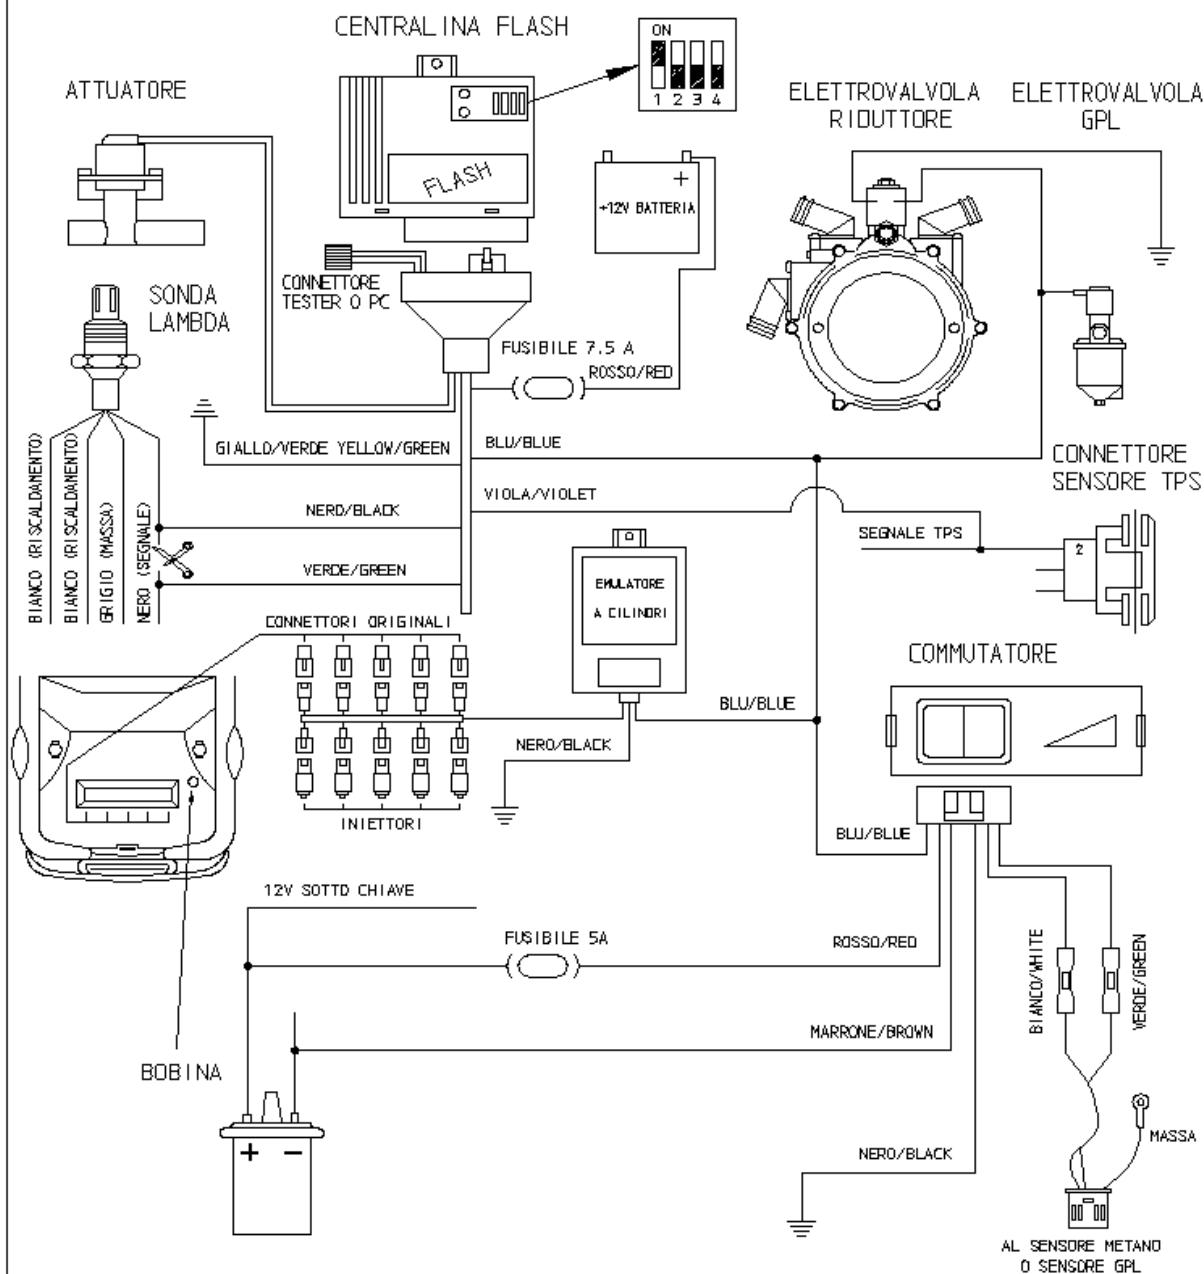 CENTRALINA FLASH
ON
1 2 3 4
ATTUATORE
ELETTROVALVOLA
RIDUTTORE
ELETTROVALVOLA
GPL
FLASH
+
+12V BATTERIA
CONNETTORE
TESTER O PC
SONDA
LAMBDA
FUSIBILE 7.5 A
ROSSO/RED
GIALLO/VERDE YELLOW/GREEN
BLU/BLUE
CONNETTORE
SENSORE TPS
VIOLA/VIOLET
NERO/BLACK
SEGNALE TPS
2
VERDE/GREEN
BIANCO (RISCALDAMENTO)
BIANCO (RISCALDAMENTO)
GRIGIO (MASSA)
NERO (SEGNALE)
EMULATORE
A CILINDRI
CONNETTORI ORIGINALI
COMMUTATORE
BLU/BLUE
NERO/BLACK
INIETTORI
BLU/BLUE
12V SOTTO CHIAVE
FUSIBILE 5A
ROSSO/RED
BIANCO/WHITE
VERDE/GREEN
MARRONE/BROWN
BOBINA
+ -
MASSA
NERO/BLACK
AL SENSORE METANO
O SENSORE GPL